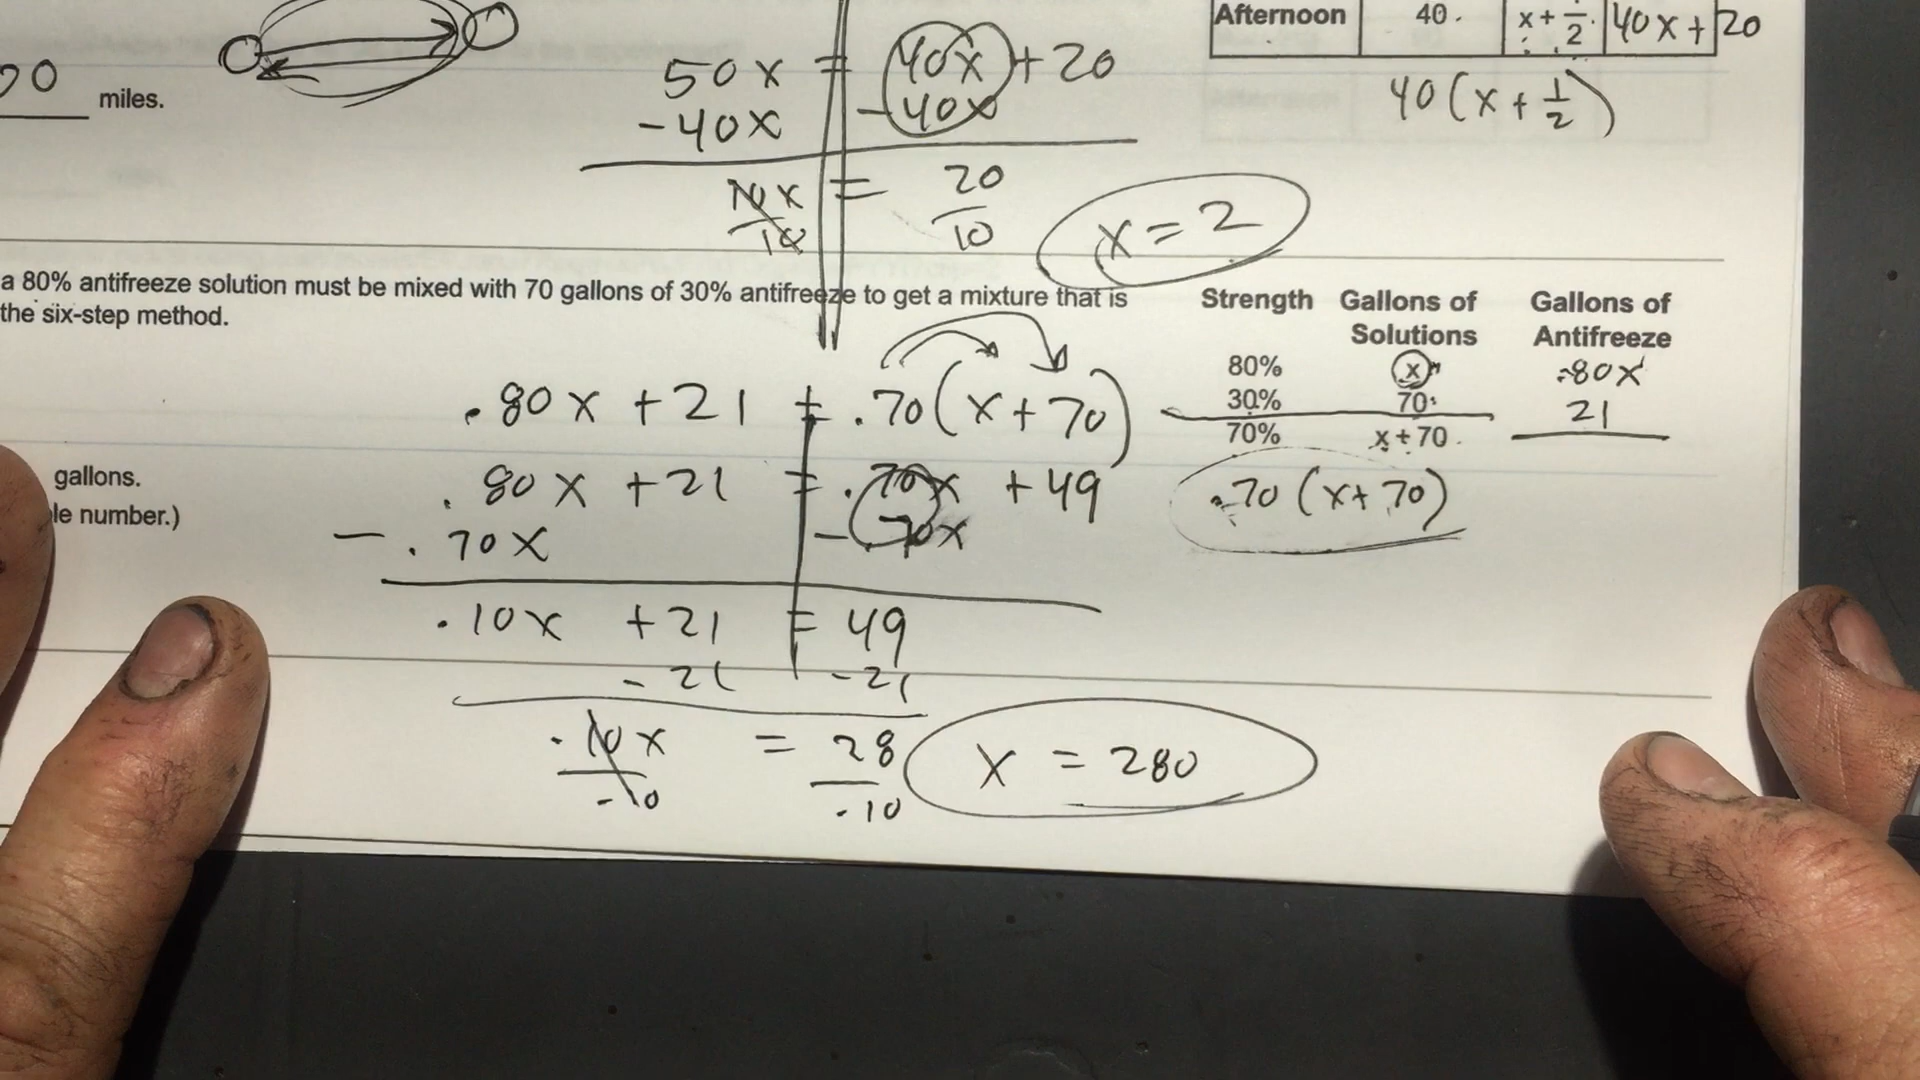 Afternoon 40. x + 1/2 40x + 20
50x = 40x + 20
-40x -40x
40(x + 1/2)
miles.
10x = 20
10 10
x = 2
a 80% antifreeze solution must be mixed with 70 gallons of 30% antifreeze to get a mixture that is
the six-step method.
Strength Gallons of Solutions Gallons of Antifreeze
80% x .80x
30% 70 21
70% x + 70
.70(x + 70)
.80x + 21 = .70(x + 70)
.80x + 21 = .70x + 49
- .70x - .70x
.10x + 21 = 49
- 21 - 21
.10x = 28
.10 .10
x = 280
gallons.
le number.)